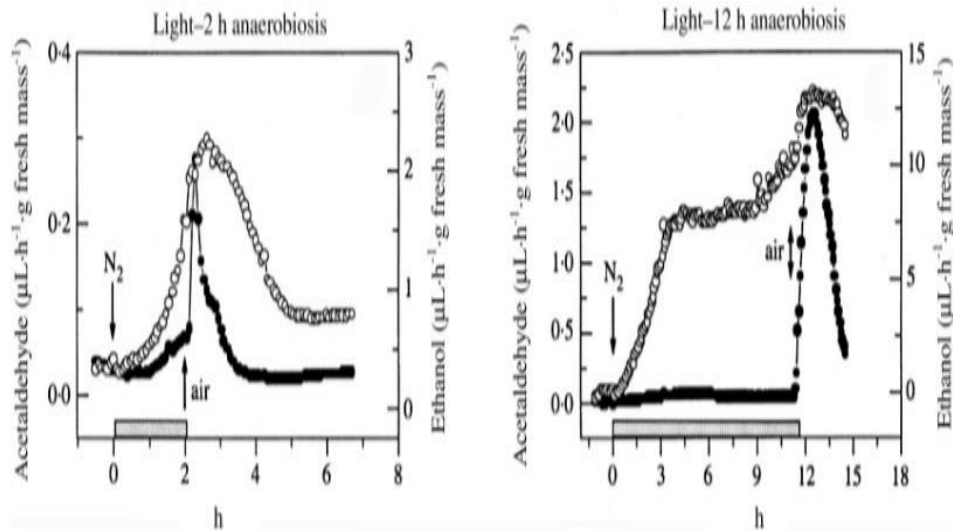 Light–2 h anaerobiosis
0·4
0·2
0·0
Acetaldehyde (µL·h⁻¹·g fresh mass⁻¹)
3
2
1
0
Ethanol (µL·h⁻¹·g fresh mass⁻¹)
N₂
air
0 2 4 6 8
h
Light–12 h anaerobiosis
2·5
2·0
1·5
1·0
0·5
0·0
Acetaldehyde (µL·h⁻¹·g fresh mass⁻¹)
15
10
5
0
Ethanol (µL·h⁻¹·g fresh mass⁻¹)
N₂
air
0 3 6 9 12 15 18
h